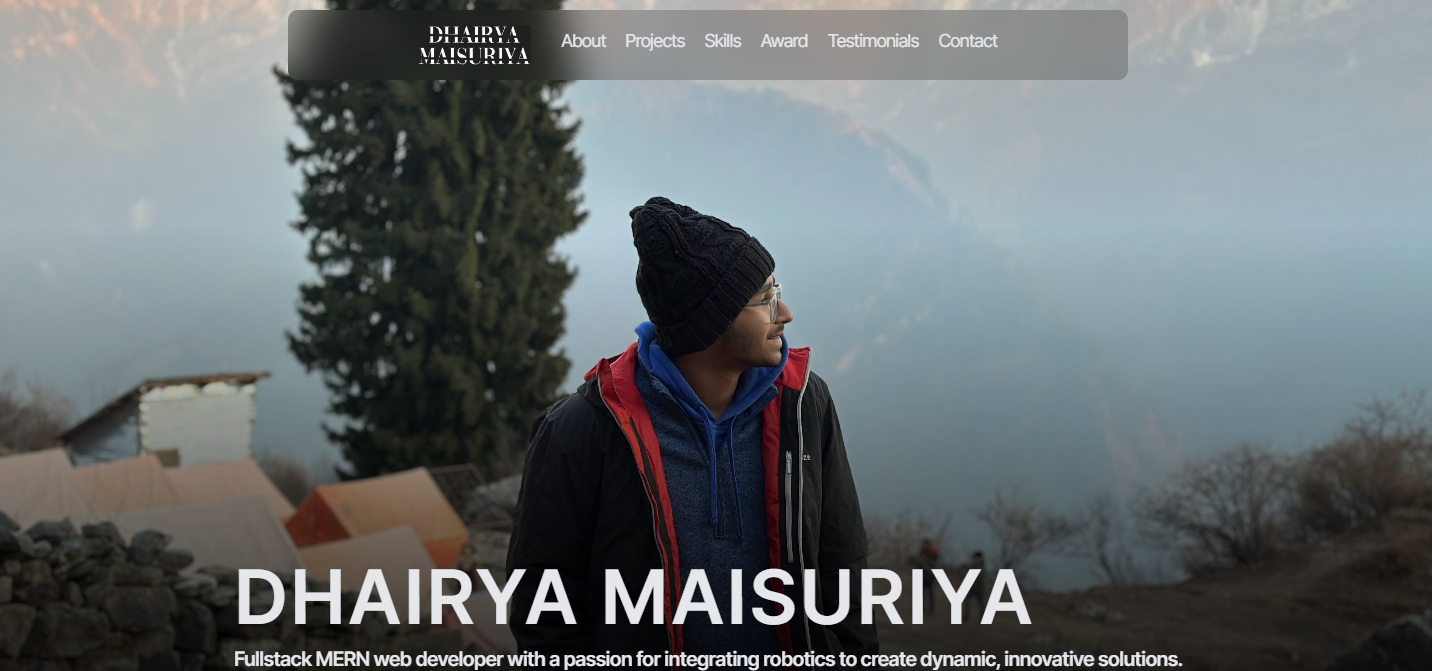 DHAIRYA
MAISURIYA
About Projects Skills Award Testimonials Contact
DHAIRYA MAISURIYA
Fullstack MERN web developer with a passion for integrating robotics to create dynamic, innovative solutions.